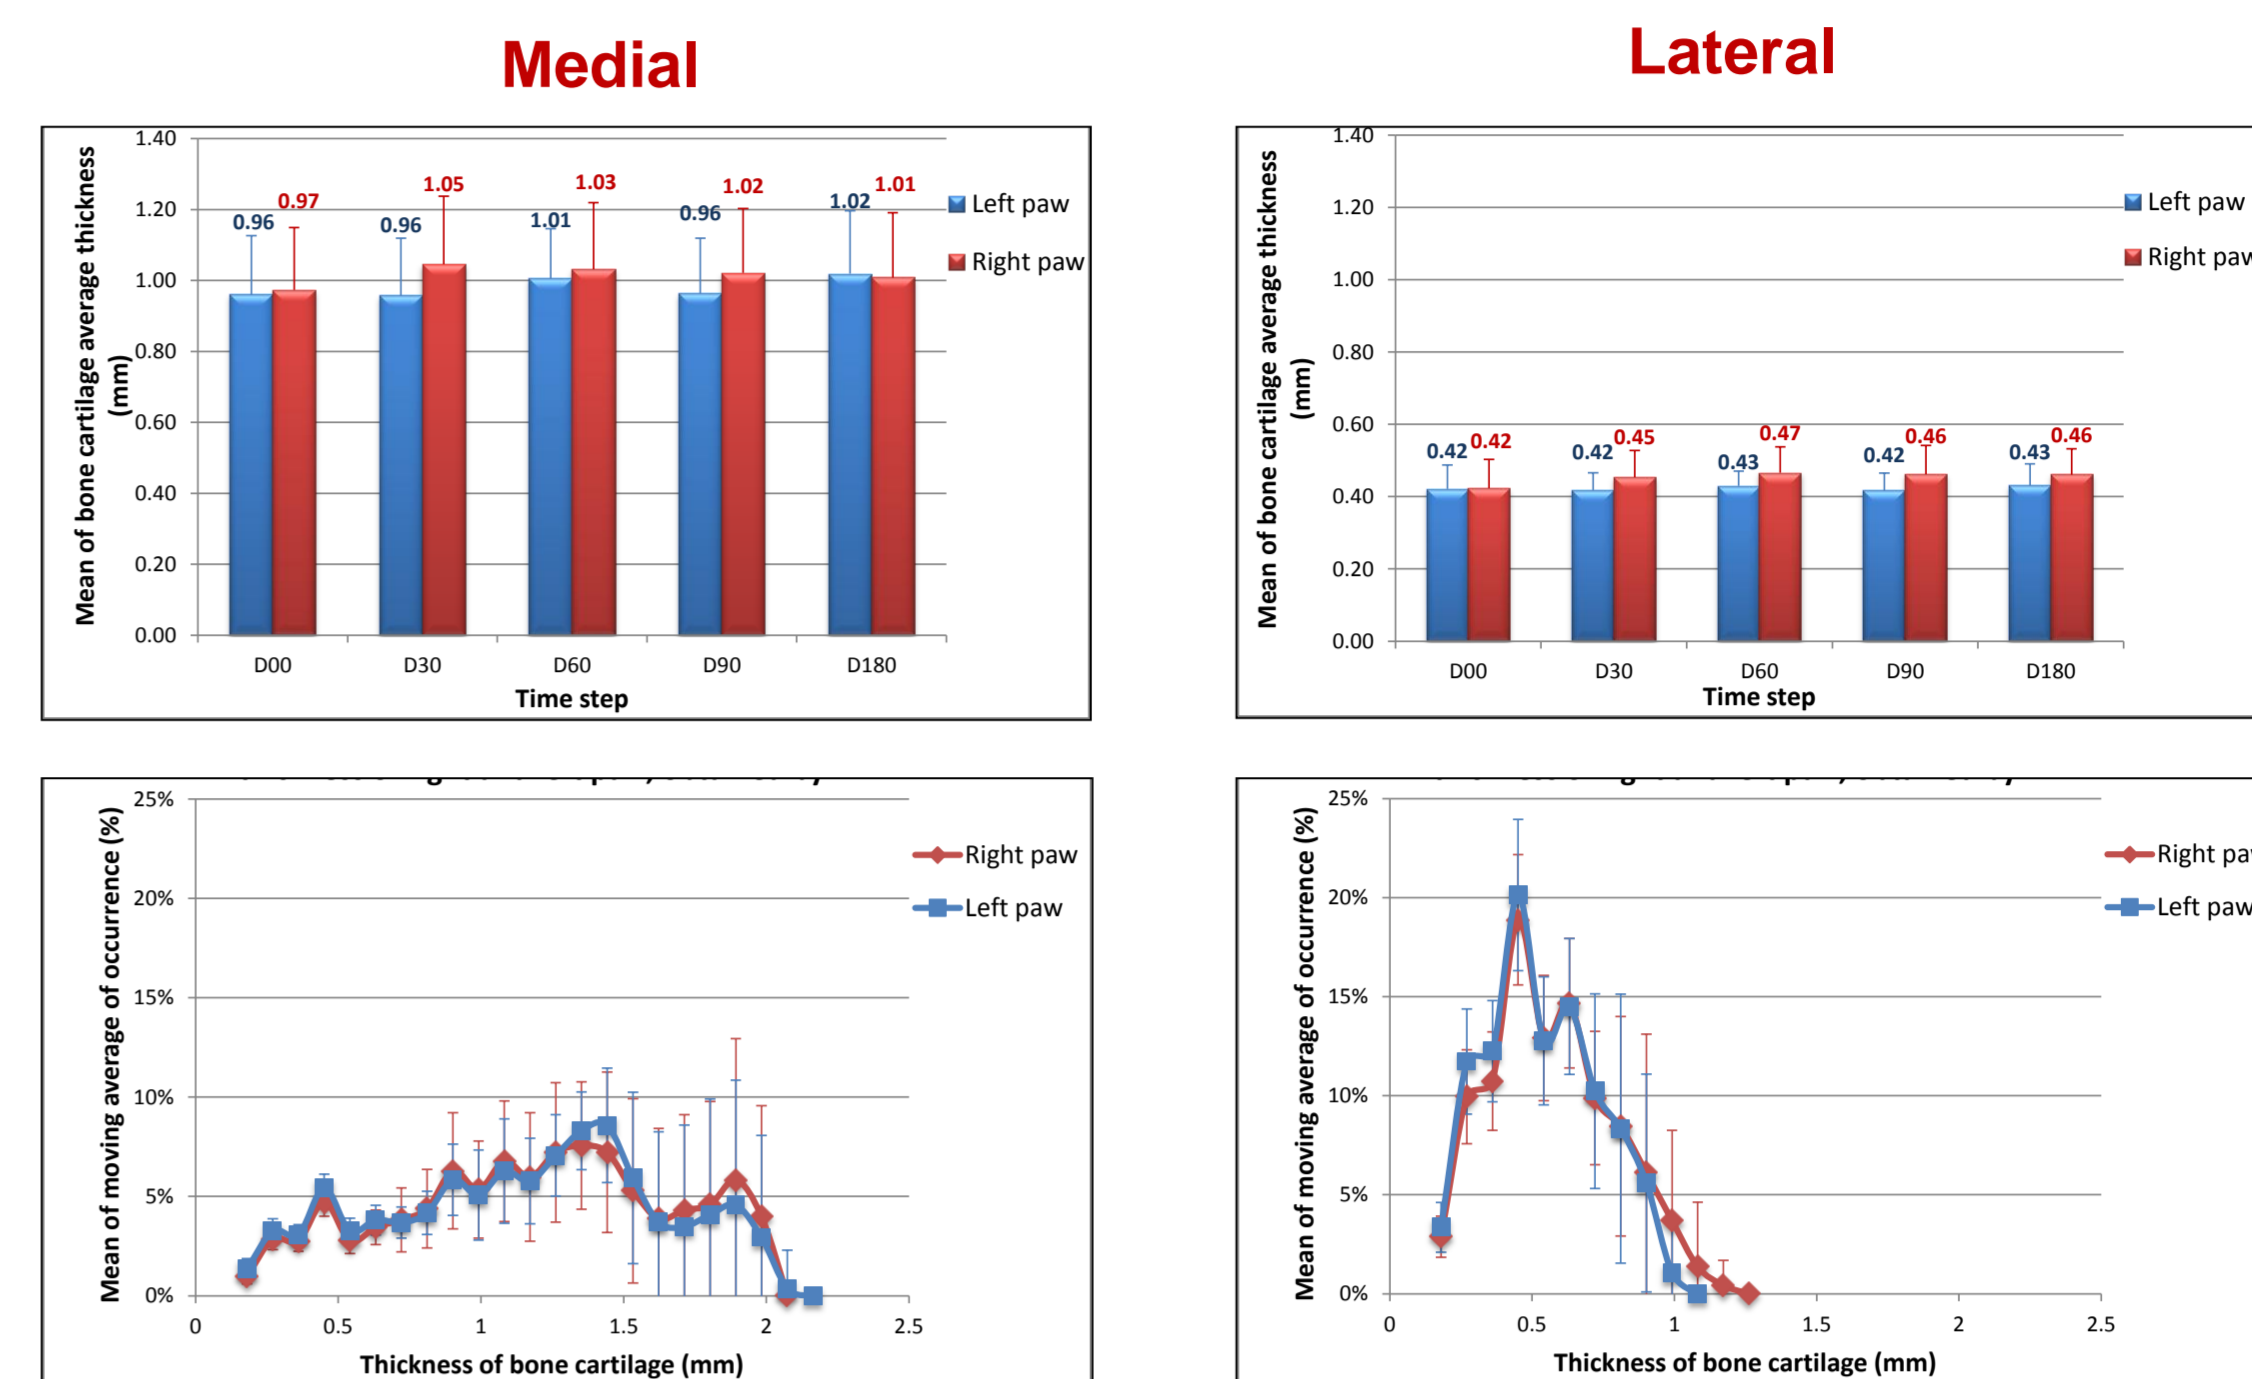 Medial
Lateral
Mean of bone cartilage average thickness
(mm)
1.40
1.20
1.00
0.80
0.60
0.40
0.20
0.00
0.96
0.97
0.96
1.05
1.01
1.03
0.96
1.02
1.02
1.01
Left paw
Right paw
D00
D30
D60
D90
D180
Time step
Mean of bone cartilage average thickness
(mm)
1.40
1.20
1.00
0.80
0.60
0.40
0.20
0.00
0.42
0.42
0.42
0.45
0.43
0.47
0.42
0.46
0.43
0.46
Left paw
Right paw
D00
D30
D60
D90
D180
Time step
Mean of moving average of occurrence (%)
25%
20%
15%
10%
5%
0%
Right paw
Left paw
0
0.5
1
1.5
2
2.5
Thickness of bone cartilage (mm)
Mean of moving average of occurrence (%)
25%
20%
15%
10%
5%
0%
Right pa
Left paw
0
0.5
1
1.5
2
2.5
Thickness of bone cartilage (mm)